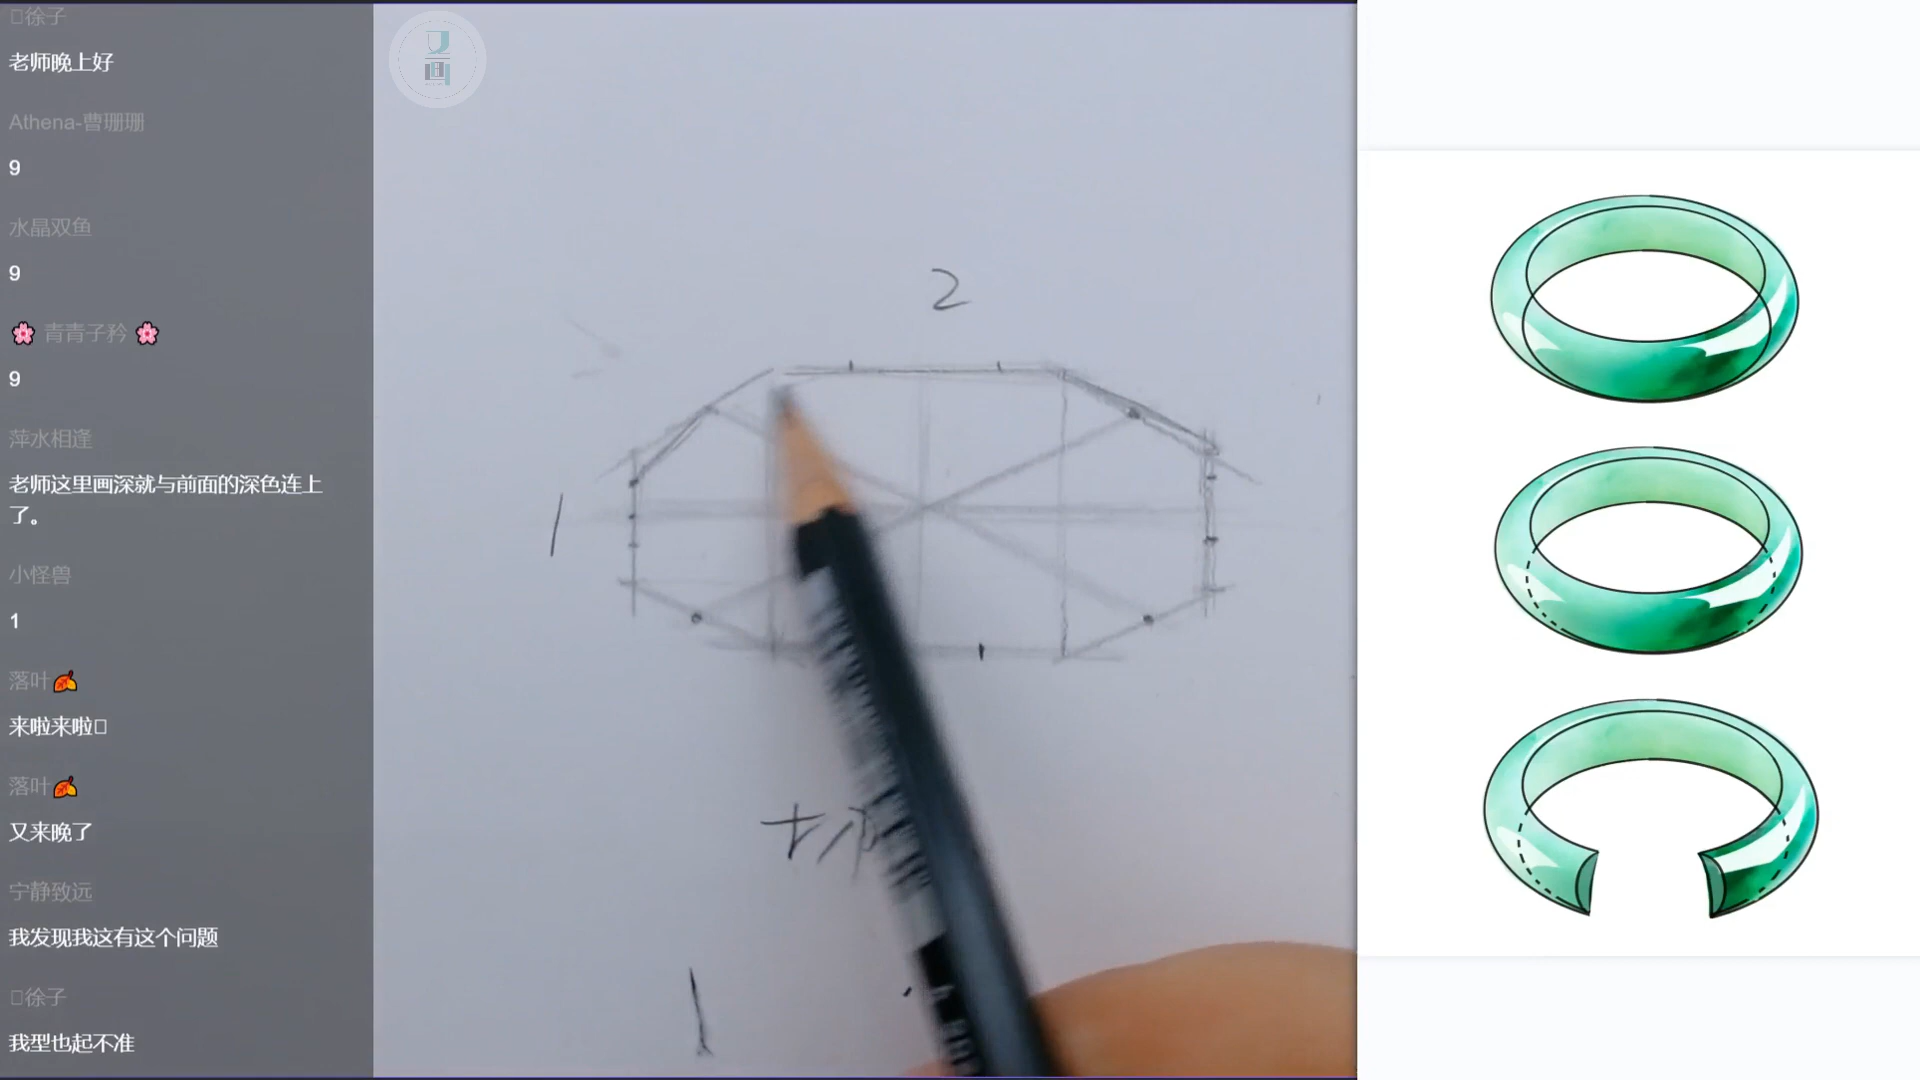 徐子
老师晚上好
Athena-曹珊珊
9
水晶双鱼
9
青青子衿
9
萍水相逢
老师这里画深就与前面的深色连上
了。
小怪兽
1
落叶
来啦来啦
落叶
又来晚了
宁静致远
我发现我这有这个问题
徐子
我型也起不准
2
1
1